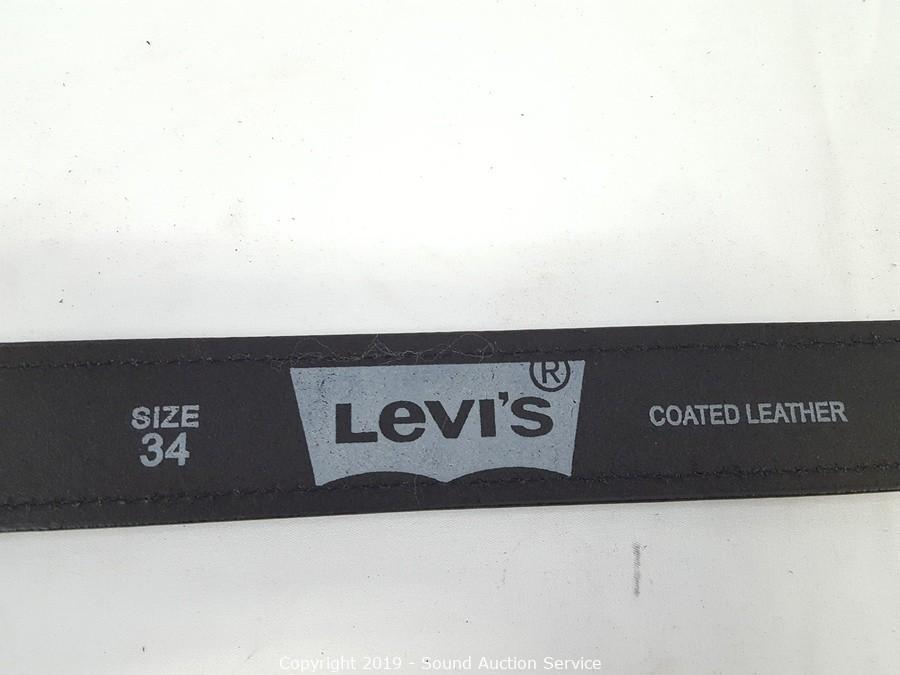 SIZE
34
LEVI'S®
COATED LEATHER
Copyright 2019 - Sound Auction Service